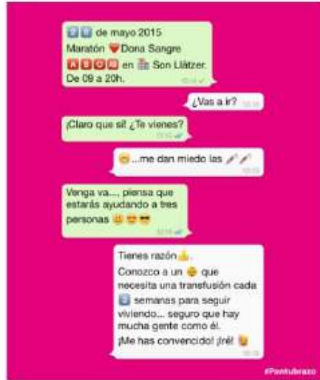 de mayo 2015
Maratón ❤Dona Sangre
🅰🅱🅾🆎 en 🏥 Son Llàtzer.
De 09 a 20h.
¿Vas a ir?
¡Claro que sí! ¿Te vienes?
...me dan miedo las 💉💉
Venga va..., piensa que
estarás ayudando a tres
personas
Tienes razón👍.
Conozco a un 👶 que
necesita una transfusión cada
2️⃣ semanas para seguir
viviendo... seguro que hay
mucha gente como él.
¡Me has convencido! ¡Iré!
#Pontubrazo